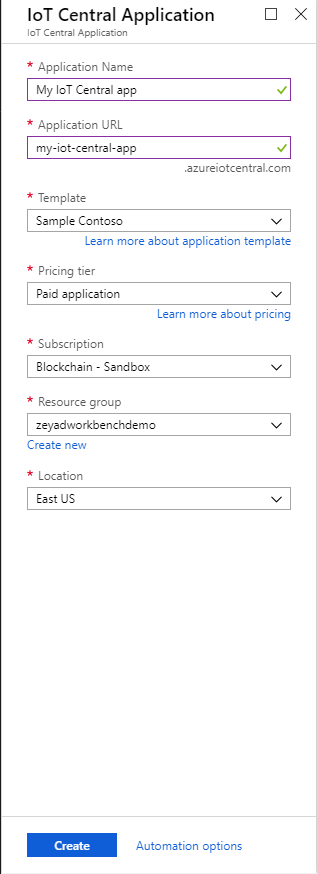 IoT Central Application
IoT Central Application
* Application Name
My IoT Central app
* Application URL
my-iot-central-app
.azureiotcentral.com
* Template
Sample Contoso
Learn more about application template
* Pricing tier
Paid application
Learn more about pricing
* Subscription
Blockchain - Sandbox
* Resource group
zeyadworkbenchdemo
Create new
* Location
East US
Create Automation options